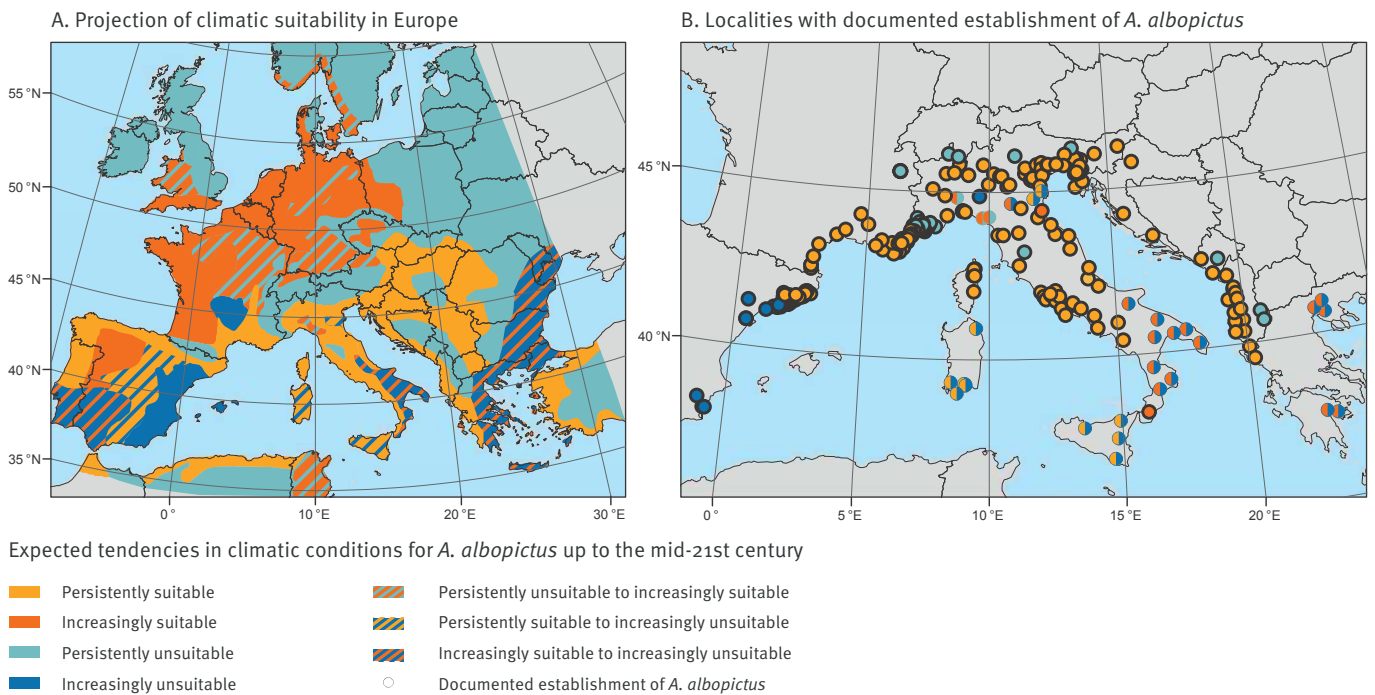 A. Projection of climatic suitability in Europe
B. Localities with documented establishment of A. albopictus
55 °N
50 °N
45 °N
40 °N
35 °N
0 °
10 °E
20 °E
30 °E
45 °N
40 °N
0 °
5 °E
10 °E
15 °E
20 °E
Expected tendencies in climatic conditions for A. albopictus up to the mid-21st century
Persistently suitable
Increasingly suitable
Persistently unsuitable
Increasingly unsuitable
Persistently unsuitable to increasingly suitable
Persistently suitable to increasingly unsuitable
Increasingly suitable to increasingly unsuitable
Documented establishment of A. albopictus